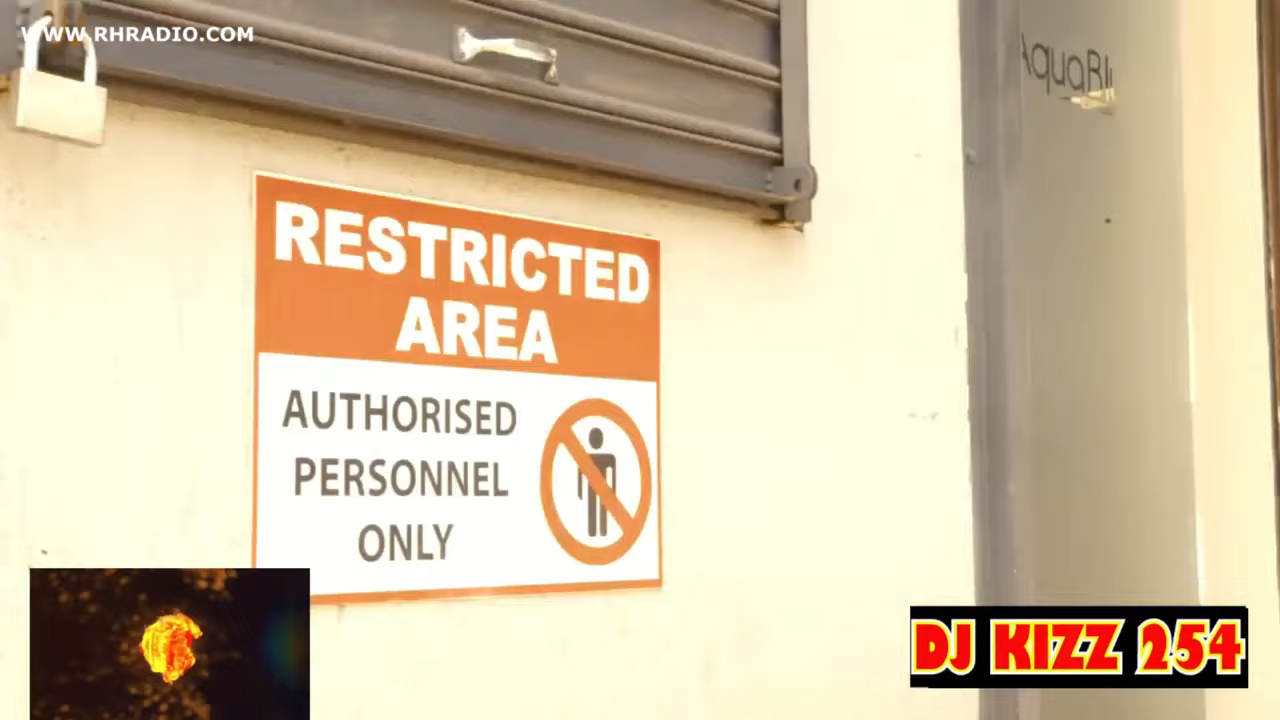 WWW.RHRADIO.COM
RESTRICTED
AREA
AUTHORISED
PERSONNEL
ONLY
DJ KIZZ 254